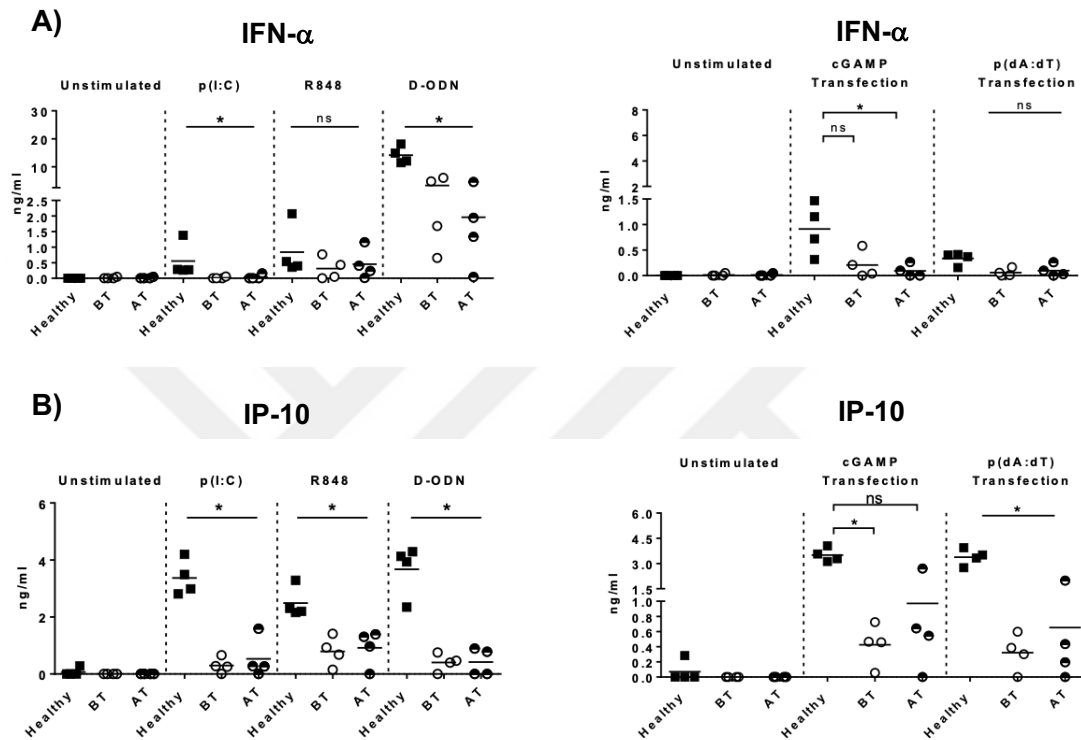 A)
IFN-α
Unstimulated p(I:C) R848 D-ODN
30
20
10
2.5
2.0
1.5
1.0
0.5
0.0
ng/ml
* ns *
Healthy BT AT Healthy BT AT Healthy BT AT Healthy BT AT
IFN-α
Unstimulated cGAMP Transfection p(dA:dT) Transfection
8
6
4
2
1.5
1.0
0.5
0.0
ng/ml
* ns ns
Healthy BT AT Healthy BT AT Healthy BT AT
B)
IP-10
Unstimulated p(I:C) R848 D-ODN
6
4
2
0
ng/ml
* * *
Healthy BT AT Healthy BT AT Healthy BT AT Healthy BT AT
IP-10
Unstimulated cGAMP Transfection p(dA:dT) Transfection
6.0
4.5
3.0
1.5
1.0
0.8
0.6
0.4
0.2
0.0
ng/ml
ns * *
Healthy BT AT Healthy BT AT Healthy BT AT